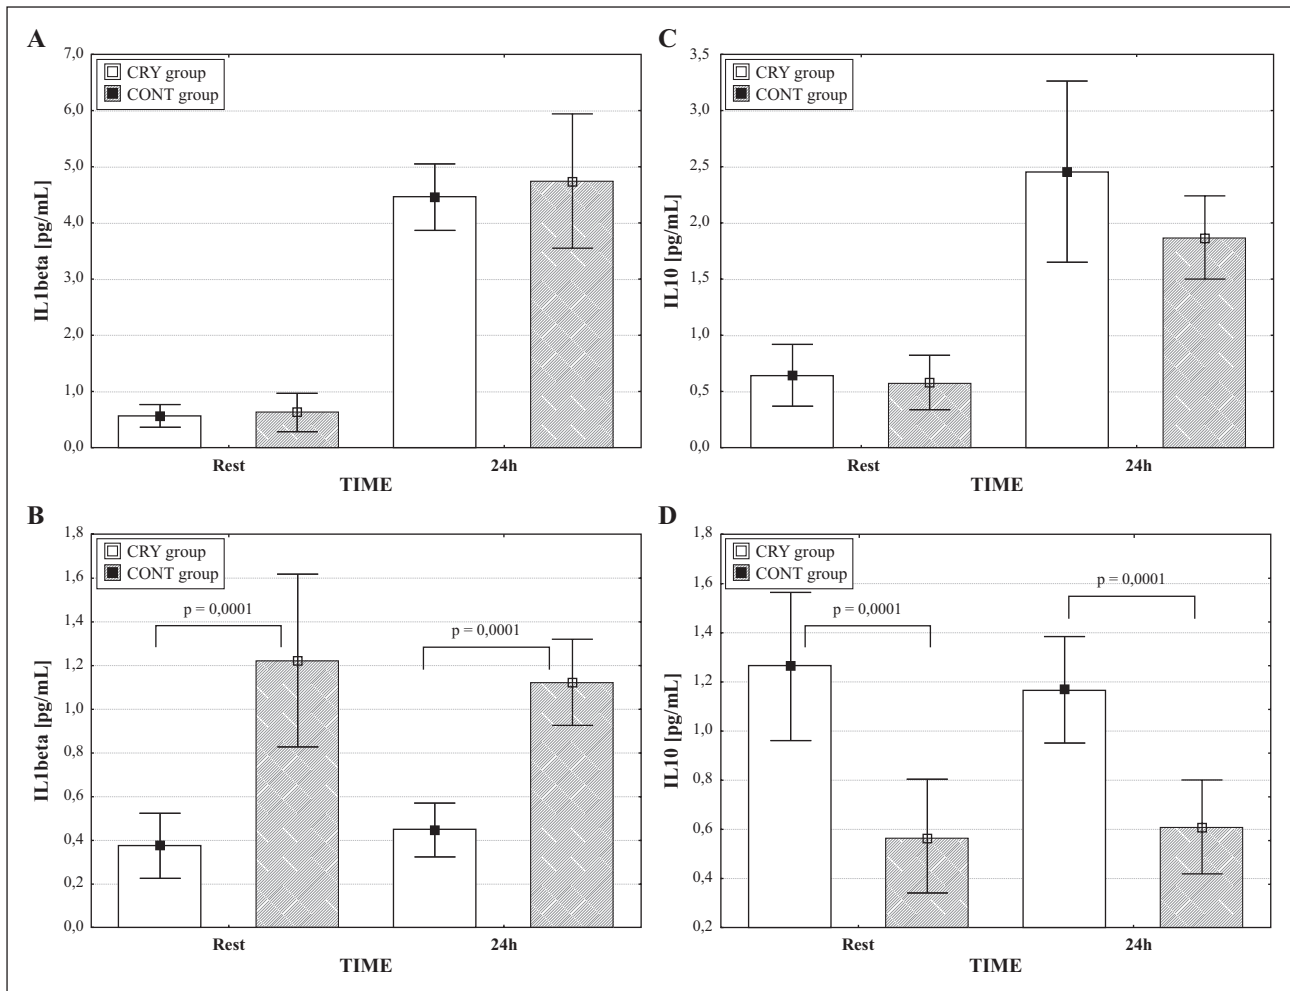 A
7,0
6,0
5,0
4,0
3,0
2,0
1,0
0,0
IL1beta [pg/mL]
CRY group
CONT group
Rest
24h
TIME
C
3,5
3,0
2,5
2,0
1,5
1,0
0,5
0,0
IL10 [pg/mL]
CRY group
CONT group
Rest
24h
TIME
B
1,8
1,6
1,4
1,2
1,0
0,8
0,6
0,4
0,2
0,0
IL1beta [pg/mL]
CRY group
CONT group
p = 0,0001
p = 0,0001
Rest
24h
TIME
D
1,8
1,6
1,4
1,2
1,0
0,8
0,6
0,4
0,2
IL10 [pg/mL]
CRY group
CONT group
p = 0,0001
p = 0,0001
Rest
24h
TIME